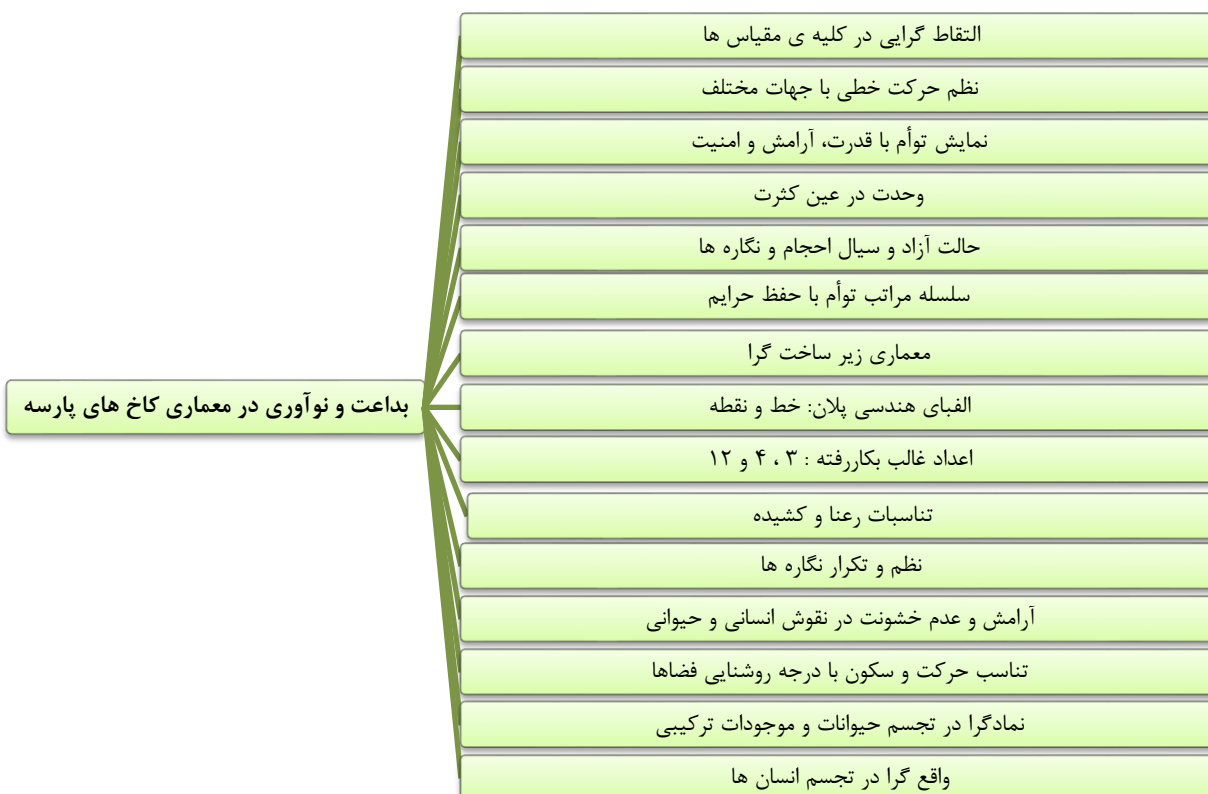 التقاط گرایی در کلیه ی مقیاس ها
نظم حرکت خطی با جهات مختلف
نمایش توأم با قدرت، آرامش و امنیت
وحدت در عین کثرت
حالت آزاد و سیال احجام و نگاره ها
سلسله مراتب توأم با حفظ حرایم
معماری زیر ساخت گرا
بداعت و نوآوری در معماری کاخ های پارسه
الفبای هندسی پلان: خط و نقطه
اعداد غالب بکاررفته : ۳ ، ۴ و ۱۲
تناسبات رعنا و کشیده
نظم و تکرار نگاره ها
آرامش و عدم خشونت در نقوش انسانی و حیوانی
تناسب حرکت و سکون با درجه روشنایی فضاها
نمادگرا در تجسم حیوانات و موجودات ترکیبی
واقع گرا در تجسم انسان ها